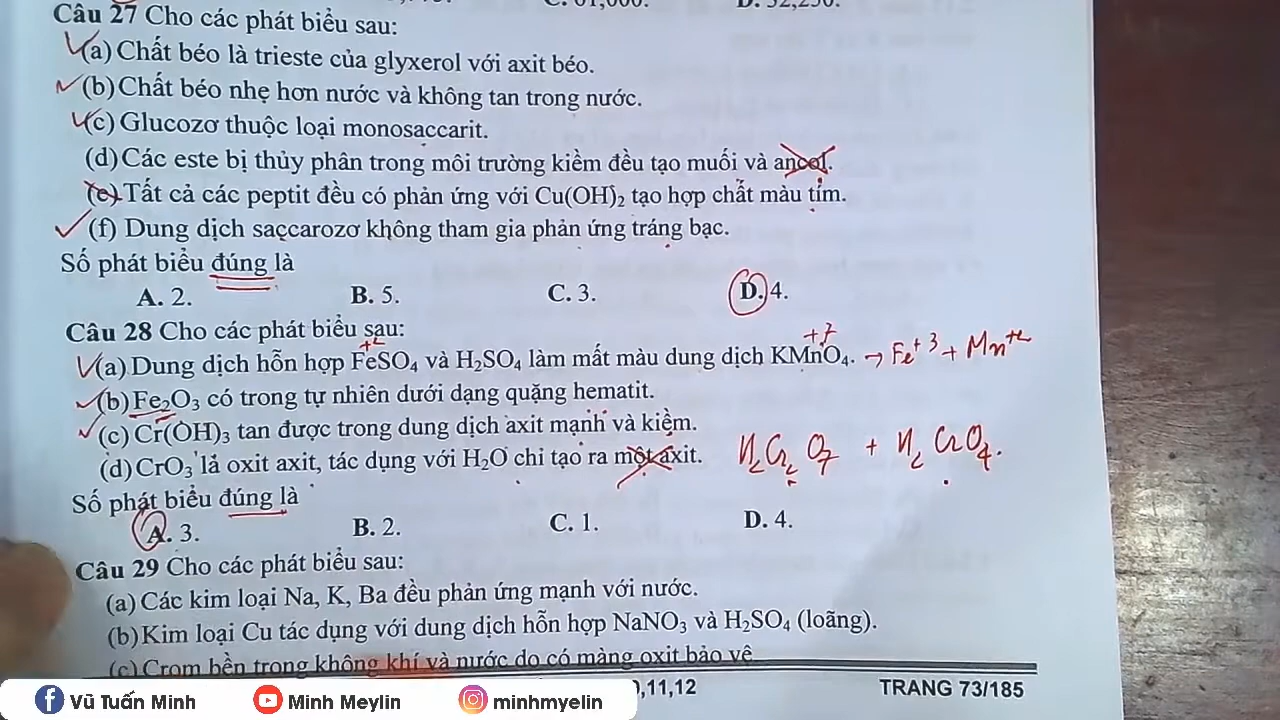 C. 61,000.
Câu 27 Cho các phát biểu sau:
(a) Chất béo là trieste của glyxerol với axit béo.
(b) Chất béo nhẹ hơn nước và không tan trong nước.
(c) Glucozơ thuộc loại monosaccarit.
(d) Các este bị thủy phân trong môi trường kiềm đều tạo muối và ancol.
(e) Tất cả các peptit đều có phản ứng với Cu(OH)₂ tạo hợp chất màu tím.
(f) Dung dịch saccarozơ không tham gia phản ứng tráng bạc.
Số phát biểu đúng là
A. 2. B. 5. C. 3. D. 4.
Câu 28 Cho các phát biểu sau:
+2 +7
(a) Dung dịch hỗn hợp FeSO₄ và H₂SO₄ làm mất màu dung dịch KMnO₄. → Fe⁺³ + Mn⁺²
(b) Fe₂O₃ có trong tự nhiên dưới dạng quặng hematit.
(c) Cr(OH)₃ tan được trong dung dịch axit mạnh và kiềm.
(d) CrO₃ là oxit axit, tác dụng với H₂O chỉ tạo ra một axit. H₂Cr₂O₇ + H₂CrO₄.
Số phát biểu đúng là
A. 3. B. 2. C. 1. D. 4.
Câu 29 Cho các phát biểu sau:
(a) Các kim loại Na, K, Ba đều phản ứng mạnh với nước.
(b) Kim loại Cu tác dụng với dung dịch hỗn hợp NaNO₃ và H₂SO₄ (loãng).
(c) Crom bền trong không khí và nước do có màng oxit bảo vệ
,11,12 TRANG 73/185
Vũ Tuấn Minh Minh Meylin minhmyelin